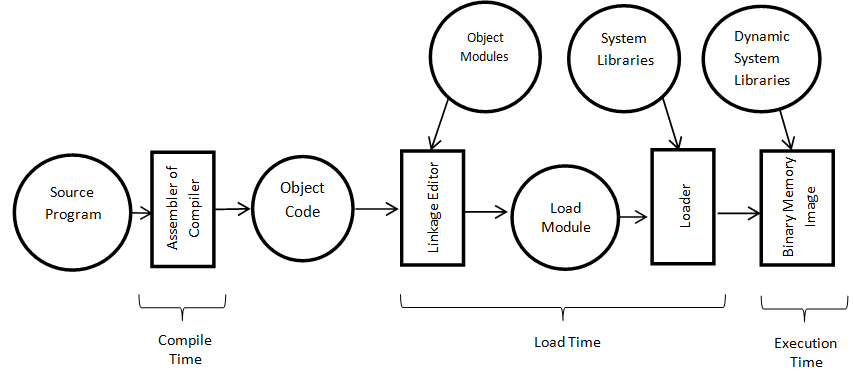 Object
Modules
System
Libraries
Dynamic
System
Libraries
Source
Program
Assembler of
Compiler
Object
Code
Linkage Editor
Load
Module
Loader
Binary Memory
Image
Compile
Time
Load Time
Execution
Time